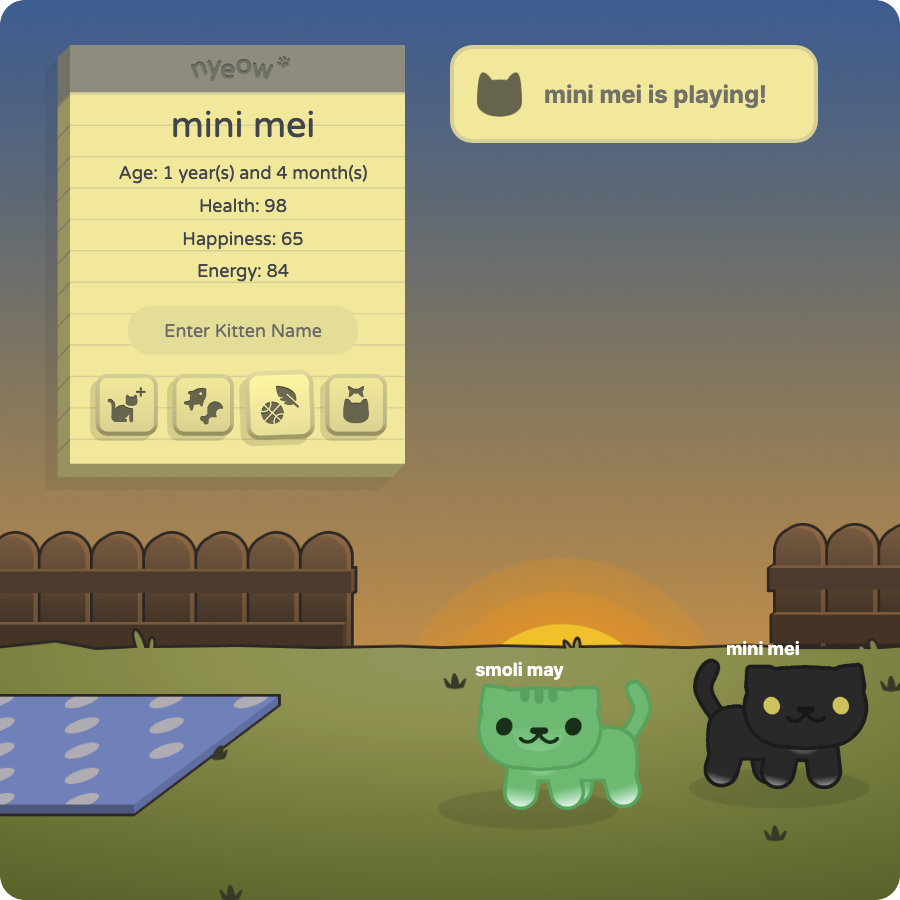 nyeow
mini mei
Age: 1 year(s) and 4 month(s)
Health: 98
Happiness: 65
Energy: 84
Enter Kitten Name
mini mei is playing!
smoli may
mini mei